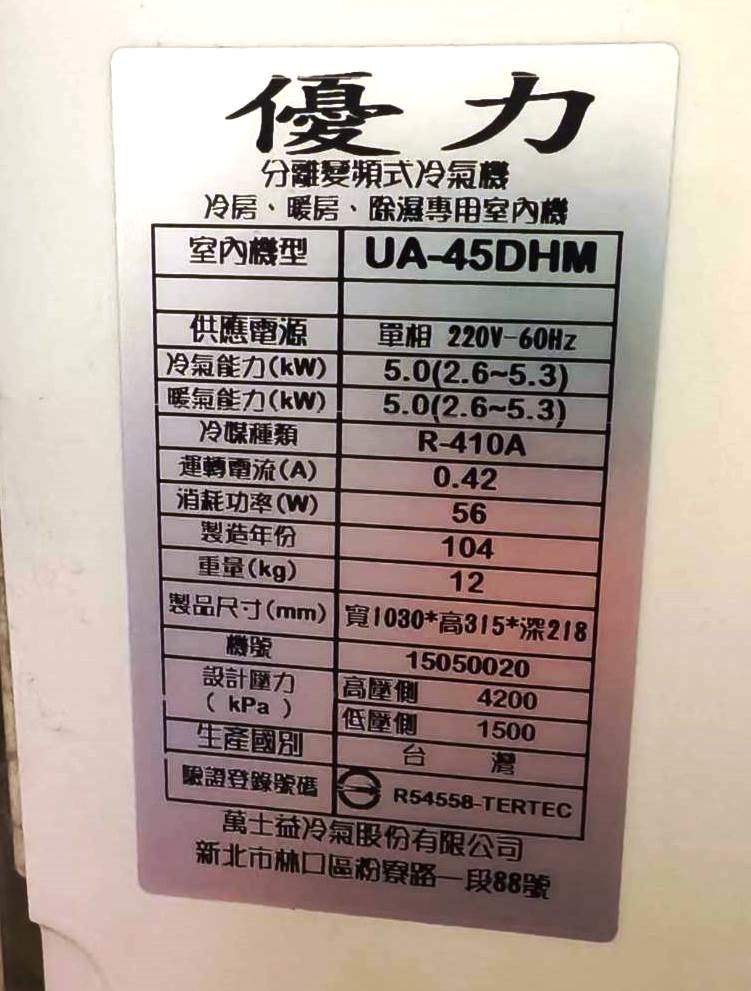 優力
分離變頻式冷氣機
冷房、暖房、除濕專用室內機
室內機型 UA-45DHM
供應電源 單相 220V-60Hz
冷氣能力(kW) 5.0(2.6~5.3)
暖氣能力(kW) 5.0(2.6~5.3)
冷媒種類 R-410A
運轉電流(A) 0.42
消耗功率(W) 56
製造年份 104
重量(kg) 12
製品尺寸(mm) 寬1030*高315*深218
機號 15050020
設計壓力 高壓側 4200
( kPa ) 低壓側 1500
生產國別 台灣
驗證登錄號碼 R54558-TERTEC
萬士益冷氣股份有限公司
新北市林口區粉寮路一段88號